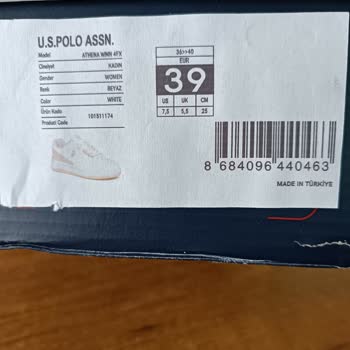 U.S.POLO ASSN.
Model ATHENA WMN 4FX
Cinsiyet KADIN
Gender WOMEN
Renk BEYAZ
Color WHITE
Ürün Kodu
Product Code 101511174
36>>40
EUR
39
US UK CM
7,5 5,5 25
8 684096 440463
MADE IN TÜRKİYE